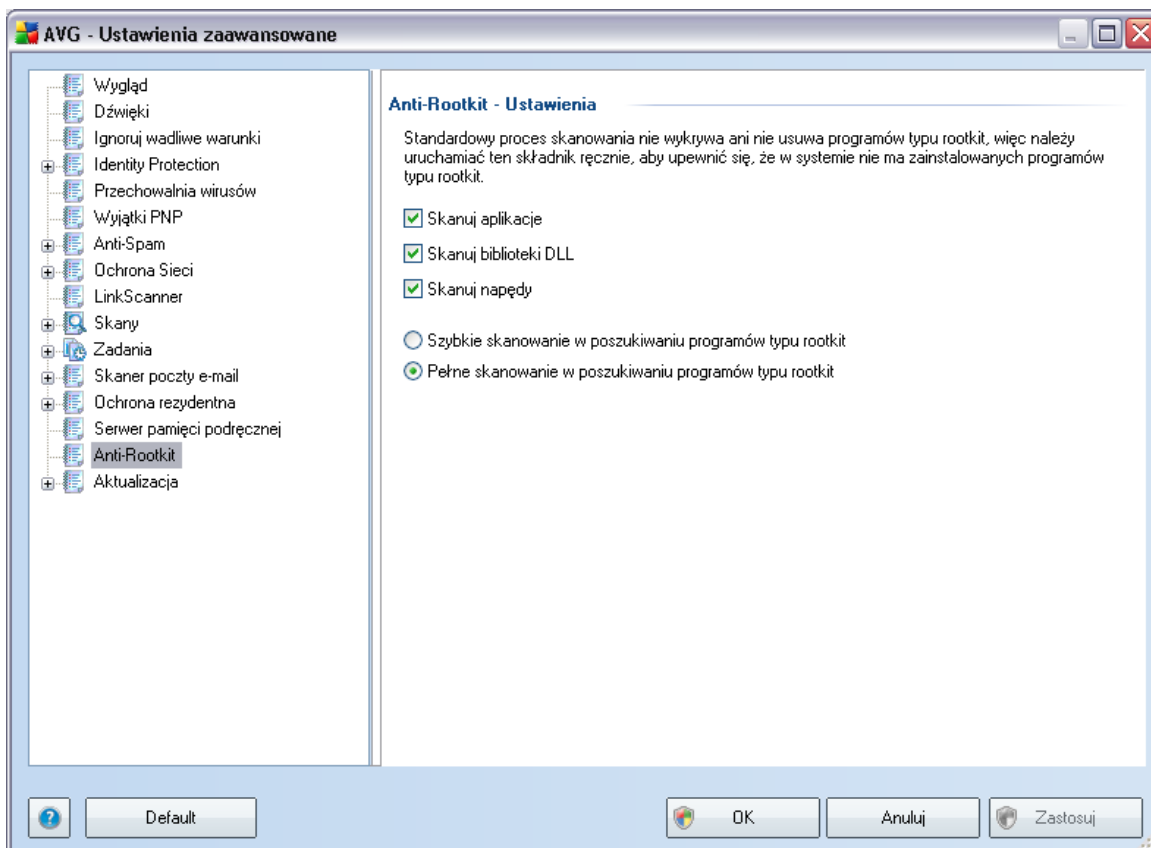 AVG - Ustawienia zaawansowane
Wygląd
Dźwięki
Ignoruj wadliwe warunki
Identity Protection
Przechowalnia wirusów
Wyjątki PNP
Anti-Spam
Ochrona Sieci
LinkScanner
Skany
Zadania
Skaner poczty e-mail
Ochrona rezydentna
Serwer pamięci podręcznej
Anti-Rootkit
Aktualizacja
Anti-Rootkit - Ustawienia
Standardowy proces skanowania nie wykrywa ani nie usuwa programów typu rootkit, więc należy
uruchamiać ten składnik ręcznie, aby upewnić się, że w systemie nie ma zainstalowanych programów
typu rootkit.
Skanuj aplikacje
Skanuj biblioteki DLL
Skanuj napędy
Szybkie skanowanie w poszukiwaniu programów typu rootkit
Pełne skanowanie w poszukiwaniu programów typu rootkit
Default
OK
Anuluj
Zastosuj